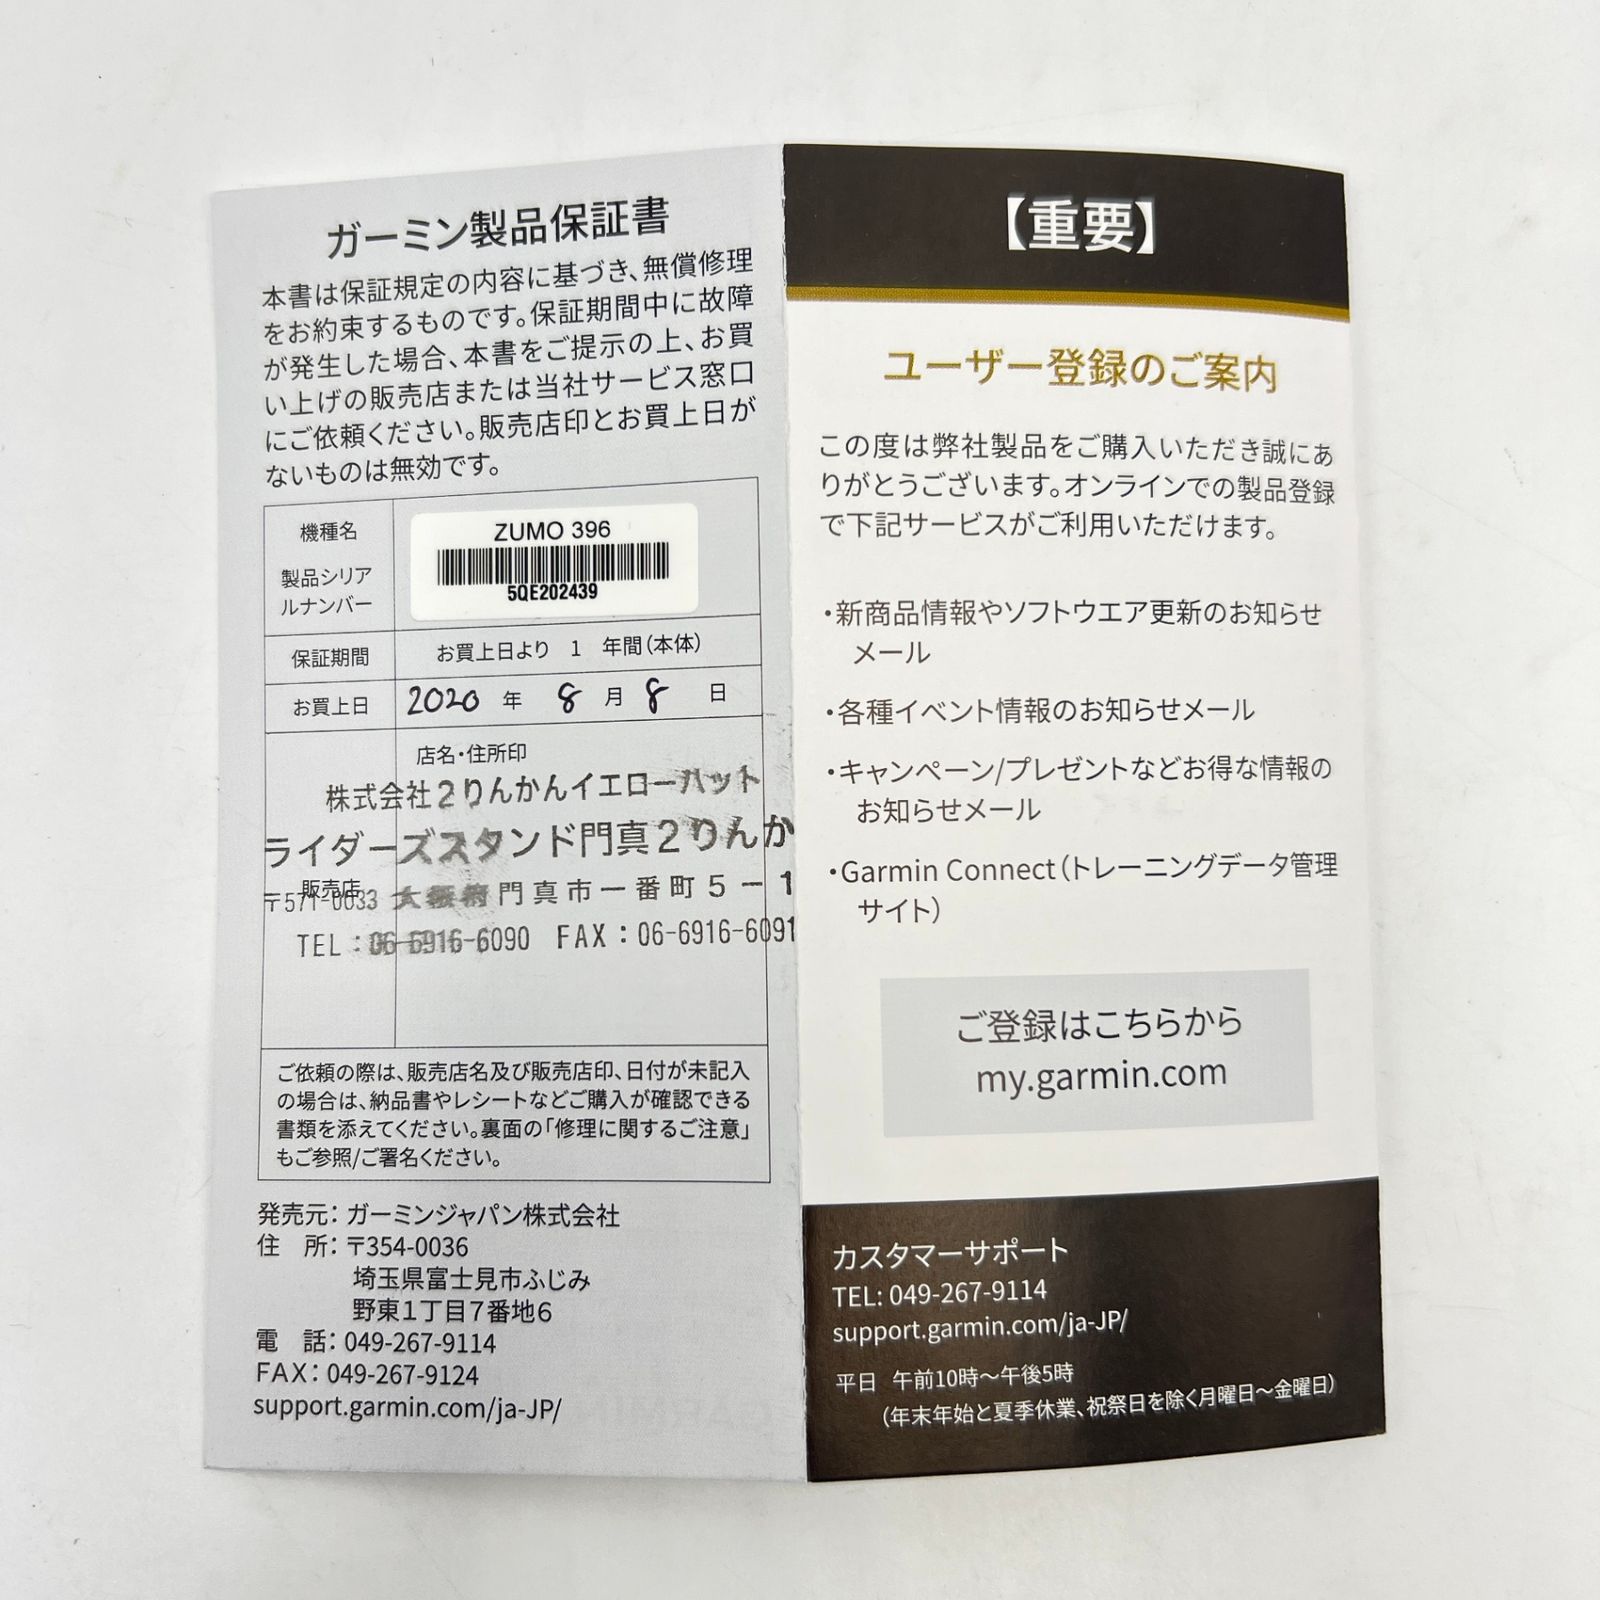 ガーミン製品保証書
本書は保証規定の内容に基づき、無償修理
をお約束するものです。保証期間中に故障
が発生した場合、本書をご提示の上、お買
い上げの販売店または当社サービス窓口
にご依頼ください。販売店印とお買上日が
ないものは無効です。
機種名
ZUMO 396
製品シリア
ルナンバー
5QE202439
保証期間
お買上日より 1 年間(本体)
お買上日
2020 年 8 月 8 日
店名・住所印
株式会社2りんかんイエローハット
ライダーズスタンド門真2りんか
販売店
〒571-0033 大阪府門真市一番町5-1
TEL:06-6916-6090 FAX:06-6916-6091
ご依頼の際は、販売店名及び販売店印、日付が未記入
の場合は、納品書やレシートなどご購入が確認できる
書類を添えてください。裏面の「修理に関するご注意」
もご参照/ご署名ください。
発売元: ガーミンジャパン株式会社
住 所: 〒354-0036
埼玉県富士見市ふじみ
野東1丁目7番地6
電 話: 049-267-9114
FAX: 049-267-9124
support.garmin.com/ja-JP/
【重要】
ユーザー登録のご案内
この度は弊社製品をご購入いただき誠にあ
りがとうございます。オンラインでの製品登録
で下記サービスがご利用いただけます。
・新商品情報やソフトウエア更新のお知らせ
メール
・各種イベント情報のお知らせメール
・キャンペーン/プレゼントなどお得な情報の
お知らせメール
・Garmin Connect(トレーニングデータ管理
サイト)
ご登録はこちらから
my.garmin.com
カスタマーサポート
TEL: 049-267-9114
support.garmin.com/ja-JP/
平日 午前10時〜午後5時
(年末年始と夏季休業、祝祭日を除く月曜日〜金曜日)